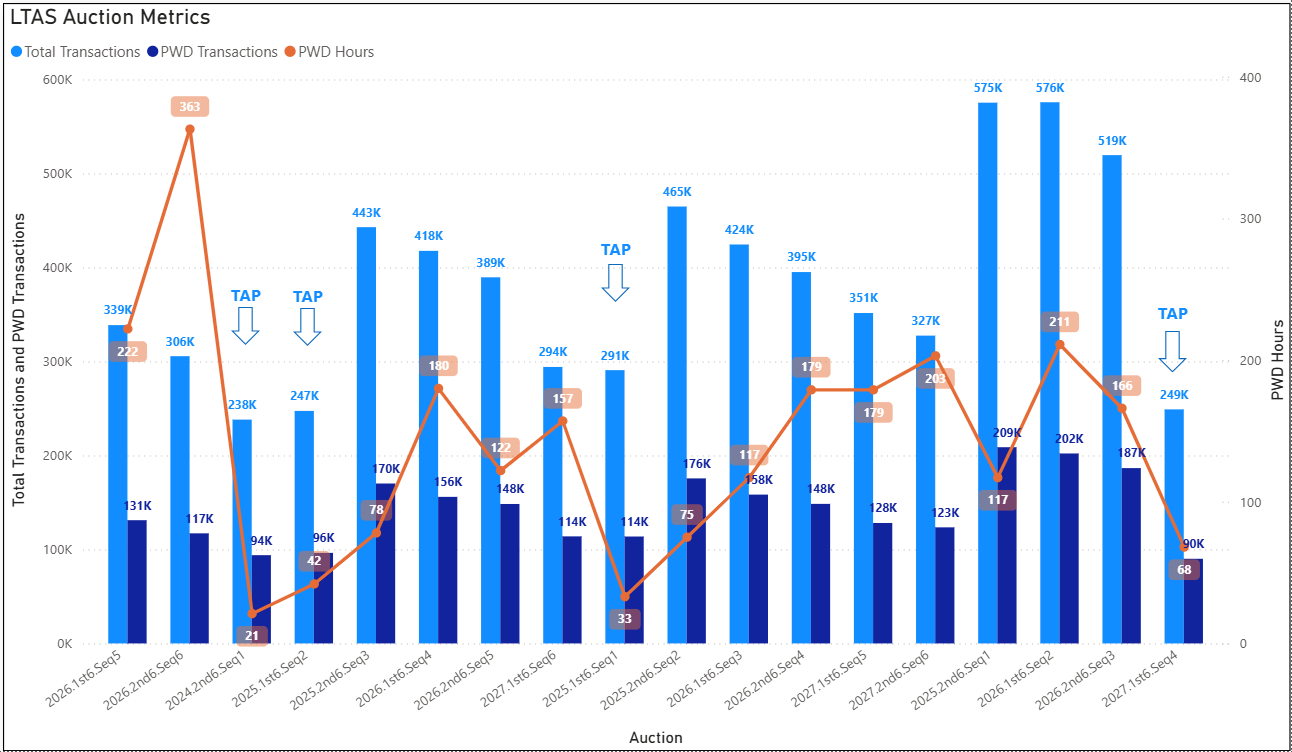 LTAS Auction Metrics
Total Transactions PWD Transactions PWD Hours
Total Transactions and PWD Transactions
600K
500K
400K
300K
200K
100K
0K
400
300
200
100
0
PWD Hours
339K
306K
238K
247K
443K
418K
389K
294K
291K
465K
424K
395K
351K
327K
575K
576K
519K
249K
131K
117K
94K
96K
170K
156K
148K
114K
114K
176K
158K
148K
128K
123K
209K
202K
187K
90K
222
363
21
42
78
180
122
157
33
75
117
179
179
203
117
211
166
68
TAP
TAP
TAP
TAP
2026.1st6.Seq5
2026.2nd6.Seq6
2024.2nd6.Seq1
2025.1st6.Seq2
2025.2nd6.Seq3
2026.1st6.Seq4
2026.2nd6.Seq5
2027.1st6.Seq6
2025.1st6.Seq1
2025.2nd6.Seq2
2026.1st6.Seq3
2026.2nd6.Seq4
2027.1st6.Seq5
2027.2nd6.Seq6
2025.2nd6.Seq1
2026.1st6.Seq2
2026.2nd6.Seq3
2027.1st6.Seq4
Auction